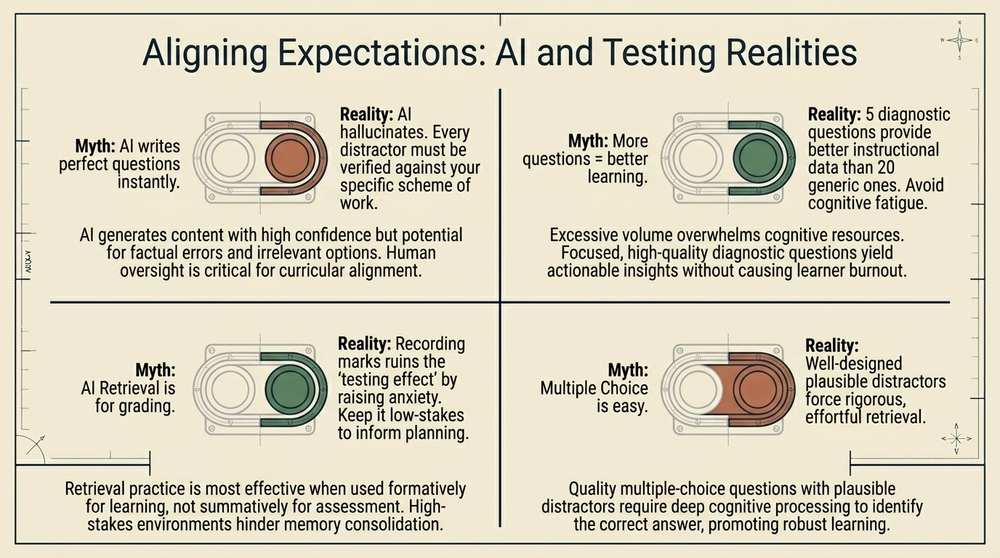 Aligning Expectations: AI and Testing Realities
N
W
E
S
Myth: AI writes
perfect questions
instantly.
Reality: AI
hallucinates. Every
distractor must be
verified against your
specific scheme of
work.
AI generates content with high confidence but potential
for factual errors and irrelevant options. Human
oversight is critical for curricular alignment.
Myth: More
questions = better
learning.
Reality: 5 diagnostic
questions provide
better instructional
data than 20
generic ones. Avoid
cognitive fatigue.
Excessive volume overwhelms cognitive resources.
Focused, high-quality diagnostic questions yield
actionable insights without causing learner burnout.
Myth:
AI Retrieval is
for grading.
Reality: Recording
marks ruins the
‘testing effect’ by
raising anxiety.
Keep it low-stakes
to inform planning.
Retrieval practice is most effective when used formatively
for learning, not summatively for assessment. High-
stakes environments hinder memory consolidation.
Myth:
Multiple Choice
is easy.
Reality:
Well-designed
plausible distractors
force rigorous,
effortful retrieval.
Quality multiple-choice questions with plausible
distractors require deep cognitive processing to identify
the correct answer, promoting robust learning.